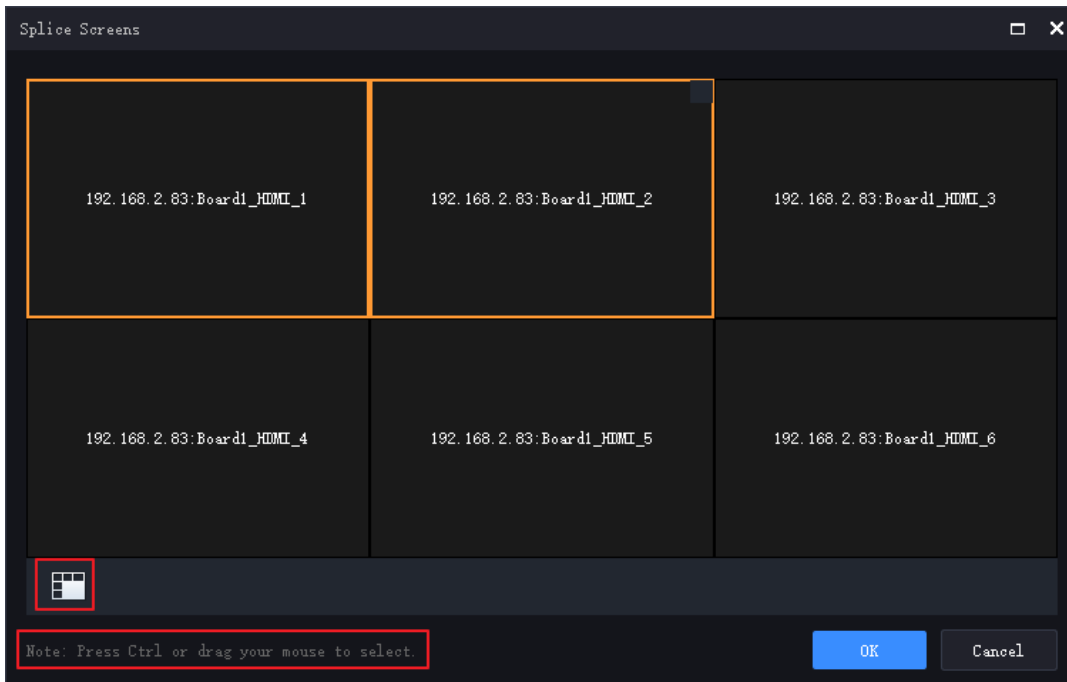 Splice Screens
192.168.2.83:Board1_HDMI_1
192.168.2.83:Board1_HDMI_2
192.168.2.83:Board1_HDMI_3
192.168.2.83:Board1_HDMI_4
192.168.2.83:Board1_HDMI_5
192.168.2.83:Board1_HDMI_6
Note: Press Ctrl or drag your mouse to select.
OK
Cancel